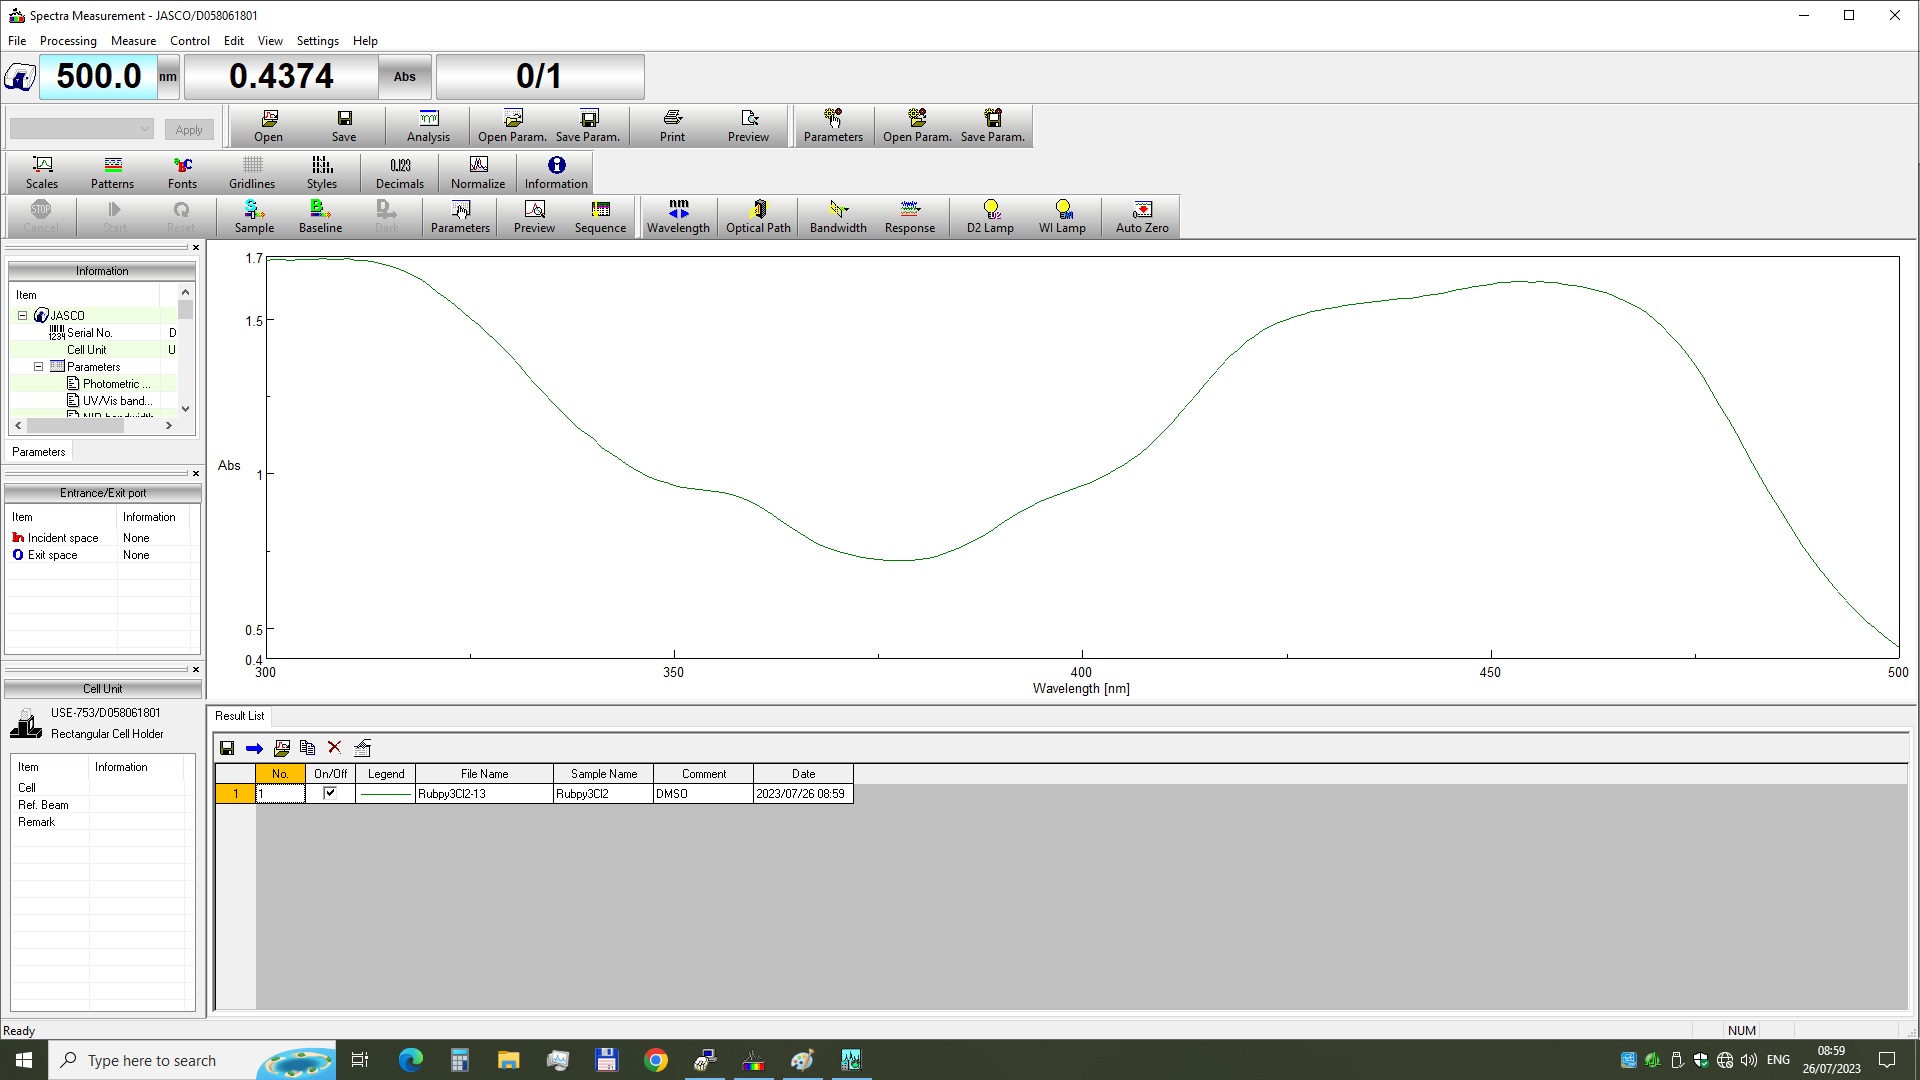 Spectra Measurement - JASCO/D058061801
File Processing Measure Control Edit View Settings Help
500.0 nm 0.4374 Abs 0/1
Apply Open Save Analysis Open Param. Save Param. Print Preview Parameters Open Param. Save Param.
Scales Patterns Fonts Gridlines Styles Decimals Normalize Information
Cancel Start Reset Sample Baseline Dark Parameters Preview Sequence Wavelength Optical Path Bandwidth Response D2 Lamp WI Lamp Auto Zero
Information
Item
JASCO
Serial No. D
Cell Unit U
Parameters
Photometric ...
UV/Vis band...
NIR bandwidth
Parameters
Entrance/Exit port
Item Information
Incident space None
Exit space None
Cell Unit
USE-753/D058061801
Rectangular Cell Holder
Item Information
Cell
Ref. Beam
Remark
1.7
1.5
Abs
1
0.5
0.4
300 350 400 450 500
Wavelength [nm]
Result List
No. On/Off Legend File Name Sample Name Comment Date
1 1 Rubpy3Cl2-13 Rubpy3Cl2 DMSO 2023/07/26 08:59
Ready NUM
Type here to search
ENG 08:59
26/07/2023